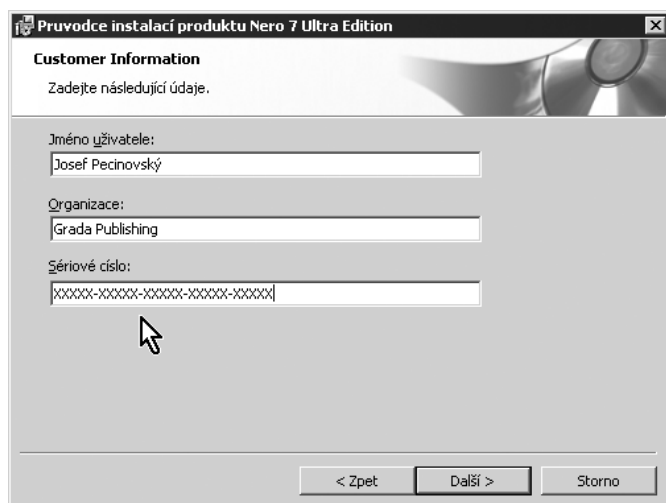 Pruvodce instalací produktu Nero 7 Ultra Edition
Customer Information
Zadejte následující údaje.
Jméno uživatele:
Josef Pecinovský
Organizace:
Grada Publishing
Sériové císlo:
XXXXX-XXXXX-XXXXX-XXXXX-XXXXX
< Zpet Další > Storno